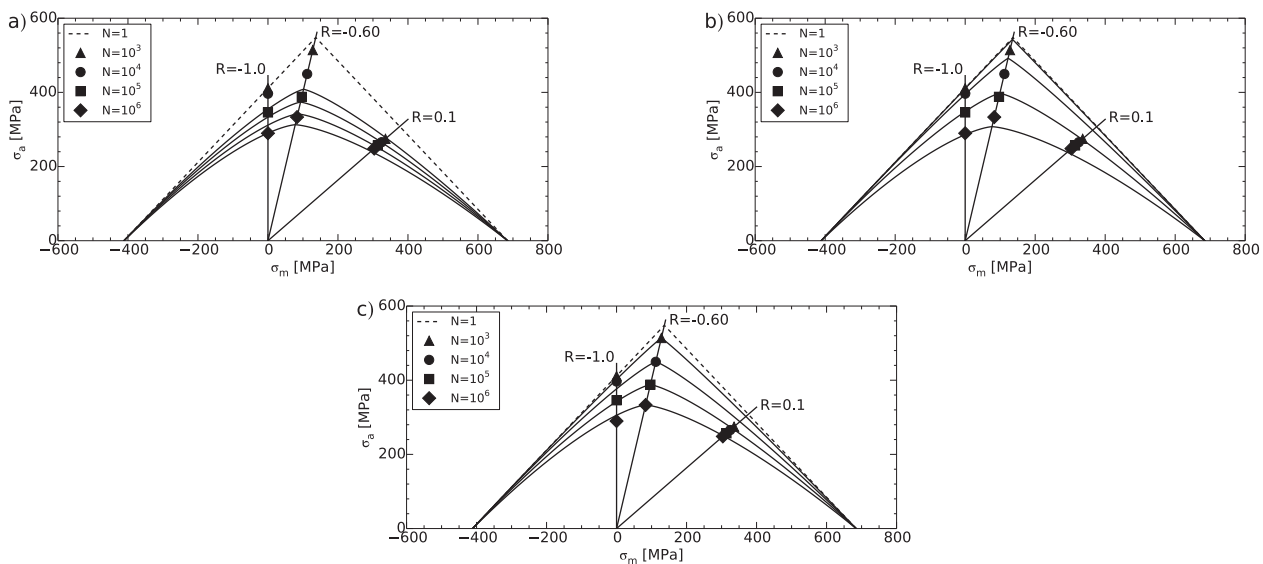 a)
600
400
200
0
σa [MPa]
−600 −400 −200 0 200 400 600 800
σm [MPa]
N=1
N=10³
N=10⁴
N=10⁵
N=10⁶
R=-1.0
R=-0.60
R=0.1
b)
600
400
200
0
σa [MPa]
−600 −400 −200 0 200 400 600 800
σm [MPa]
N=1
N=10³
N=10⁴
N=10⁵
N=10⁶
R=-1.0
R=-0.60
R=0.1
c)
600
400
200
0
σa [MPa]
−600 −400 −200 0 200 400 600 800
σm [MPa]
N=1
N=10³
N=10⁴
N=10⁵
N=10⁶
R=-1.0
R=-0.60
R=0.1